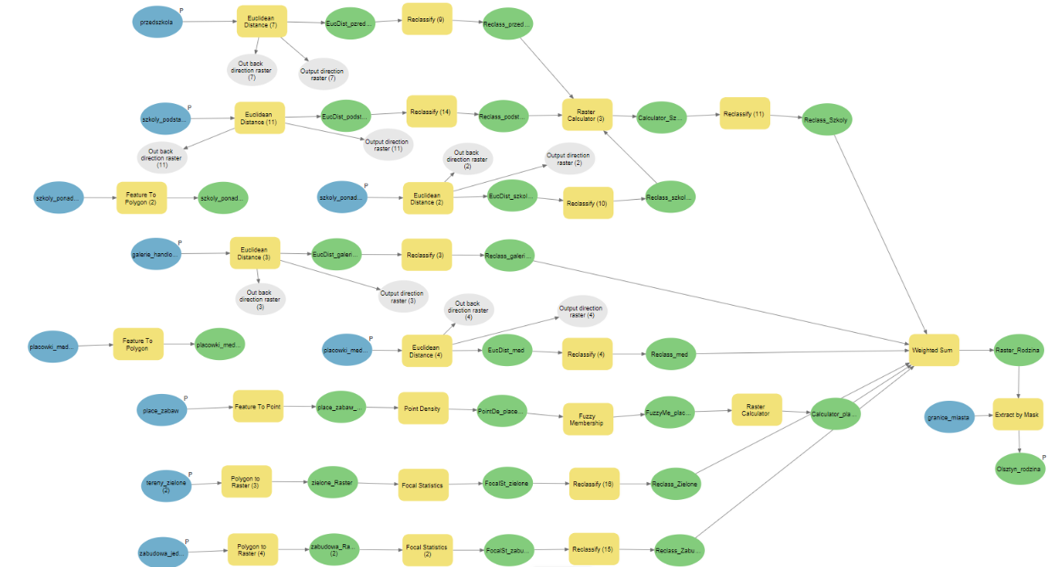 P
przedszkola
Euclidean
Distance (7)
EucDist_przed...
Reclassify (9)
Reclass_przed...
Out back
direction raster
(7)
Output direction
raster (7)
P
szkoly_podsta...
Euclidean
Distance (11)
EucDist_podst...
Reclassify (14)
Reclass_podst...
Raster
Calculator (3)
Calculator_Sz...
Reclassify (11)
Reclass_Szkoly
Out back
direction raster
(11)
Output direction
raster (11)
Out back
direction raster
(2)
Output direction
raster (2)
szkoly_ponad...
Feature To
Polygon (2)
szkoly_ponad...
P
szkoly_ponad...
Euclidean
Distance (2)
EucDist_szkol...
Reclassify (10)
Reclass_szkol...
P
galerie_handlo...
Euclidean
Distance (3)
EucDist_galeri...
Reclassify (3)
Reclass_galeri...
Out back
direction raster
(3)
Output direction
raster (3)
Out back
direction raster
(4)
Output direction
raster (4)
placowki_med...
Feature To
Polygon
placowki_med...
P
placowki_med...
Euclidean
Distance (4)
EucDist_med
Reclassify (4)
Reclass_med
Weighted Sum
Raster_Rodzina
P
place_zabaw
Feature To Point
place_zabaw_...
Point Density
PointDe_place...
Fuzzy
Membership
FuzzyMe_plac...
Raster
Calculator
Calculator_pla...
granice_miasta
Extract by Mask
P
Olsztyn_rodzina
P
tereny_zielone
(2)
Polygon to
Raster (3)
zielone_Raster
Focal Statistics
FocalSt_zielone
Reclassify (16)
Reclass_Zielone
P
zabudowa_jed...
Polygon to
Raster (4)
zabudowa_Ra...
(2)
Focal Statistics
(2)
FocalSt_zabu...
Reclassify (15)
Reclass_Zabu...